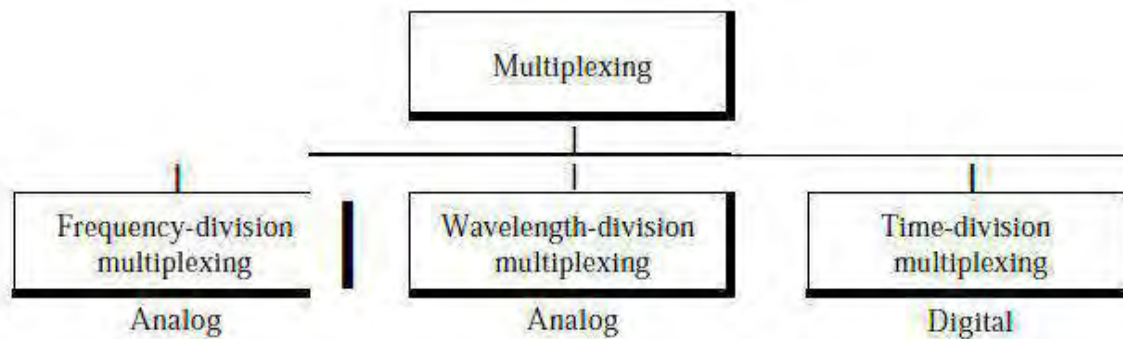 Multiplexing
Frequency-division
multiplexing
Wavelength-division
multiplexing
Time-division
multiplexing
Analog
Analog
Digital